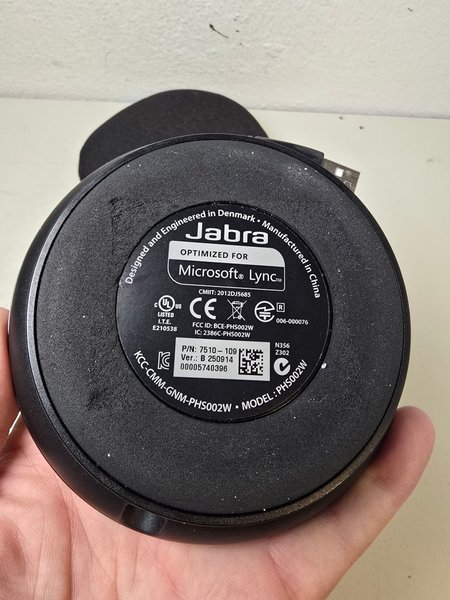 Designed and Engineered in Denmark • Manufactured in China
Jabra
OPTIMIZED FOR
Microsoft® Lync™
CMIIT: 2012DJ5685
c UL us
LISTED
I.T.E.
E210538
CE
R
006-000076
FCC ID: BCE-PHS002W
IC: 2386C-PHS002W
P/N: 7510-109
Ver.: B 250914
00005740396
N356
Z302
KCC-CMM-GNM-PHS002W • MODEL: PHS002W